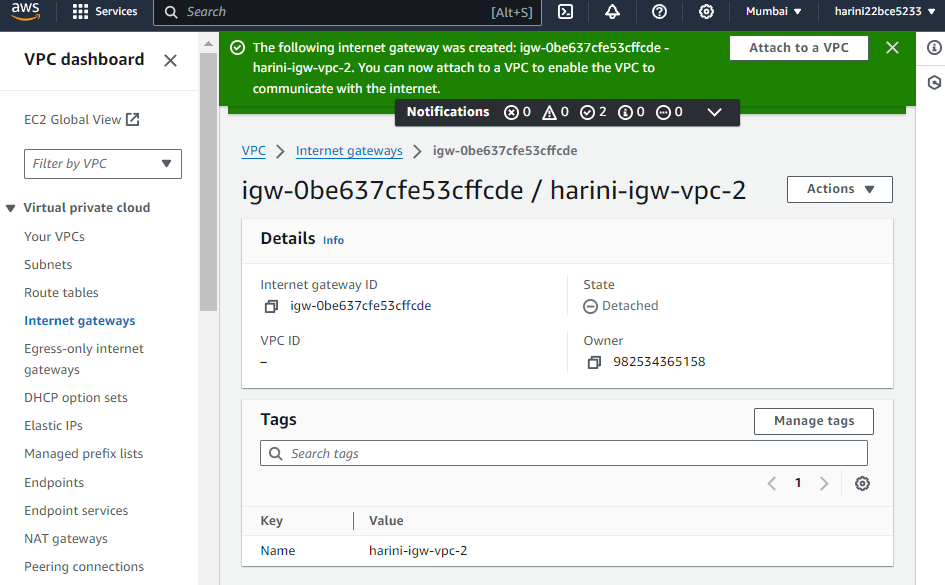 aws
Services
Search
[Alt+S]
Mumbai
harini22bce5233
VPC dashboard
EC2 Global View
Filter by VPC
Virtual private cloud
Your VPCs
Subnets
Route tables
Internet gateways
Egress-only internet
gateways
DHCP option sets
Elastic IPs
Managed prefix lists
Endpoints
Endpoint services
NAT gateways
Peering connections
The following internet gateway was created: igw-0be637cfe53cffcde -
harini-igw-vpc-2. You can now attach to a VPC to enable the VPC to
communicate with the internet.
Attach to a VPC
Notifications 0 0 2 0 0
VPC > Internet gateways > igw-0be637cfe53cffcde
igw-0be637cfe53cffcde / harini-igw-vpc-2
Actions
Details Info
Internet gateway ID
igw-0be637cfe53cffcde
State
Detached
VPC ID
–
Owner
982534365158
Tags
Manage tags
Search tags
1
Key Value
Name harini-igw-vpc-2